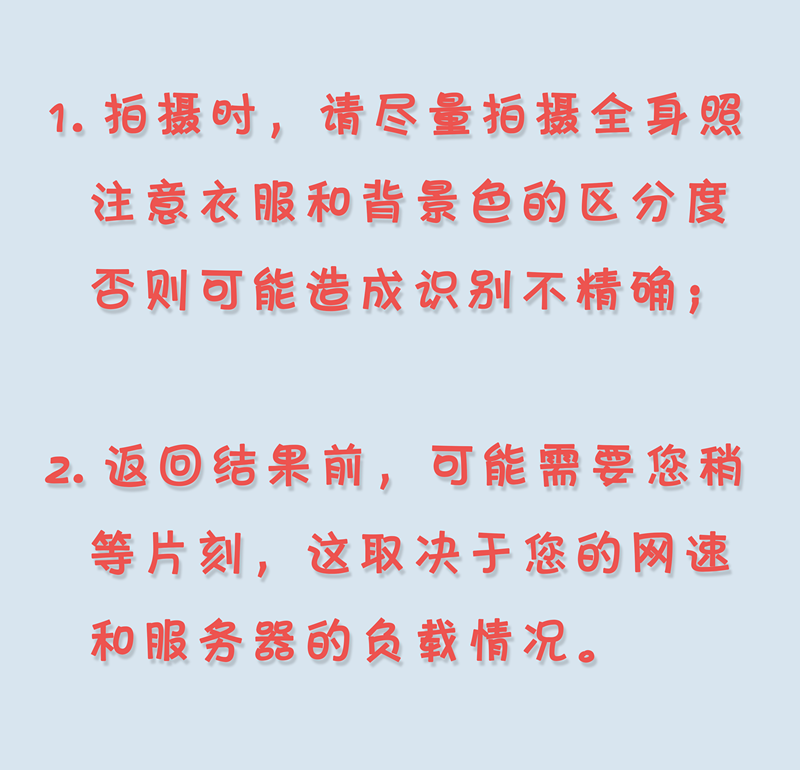 1. 拍摄时，请尽量拍摄全身照
注意衣服和背景色的区分度
否则可能造成识别不精确；
2. 返回结果前，可能需要您稍
等片刻，这取决于您的网速
和服务器的负载情况。